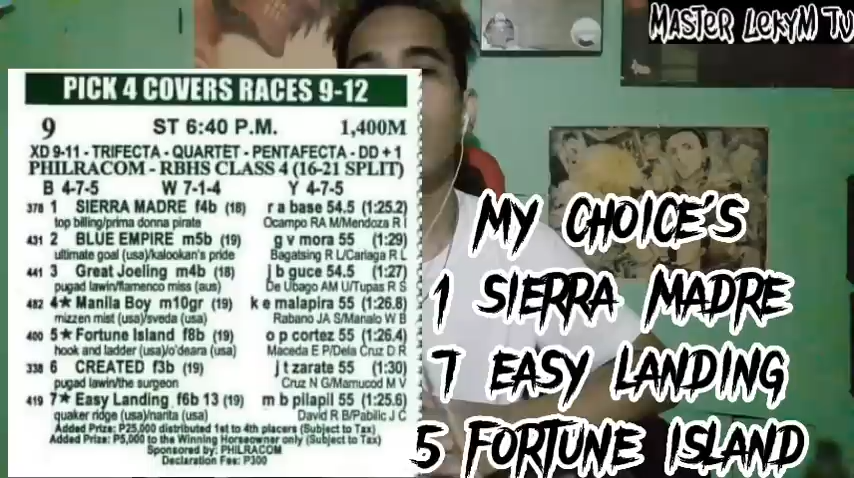 MASTER LEKYM TV
PICK 4 COVERS RACES 9-12
9 ST 6:40 P.M. 1,400M
XD 9-11 - TRIFECTA - QUARTET - PENTAFECTA - DD + 1
PHILRACOM - RBHS CLASS 4 (16-21 SPLIT)
B 4-7-5 W 7-1-4 Y 4-7-5
378 1 SIERRA MADRE f4b (18) r a base 54.5 (1:25.2)
top billing/prima donna pirate Ocampo RA M/Mendoza R I
431 2 BLUE EMPIRE m5b (19) g v mora 55 (1:29)
ultimate goal (usa)/kalookan's pride Bagatsing R L/Cariaga R L
441 3 Great Joeling m4b (18) j b guce 54.5 (1:27)
pugad lawin/flamenco miss (aus) De Ubago AM U/Tupas R S
482 4★ Manila Boy m10gr (19) k e malapira 55 (1:26.8)
mizzen mist (usa)/sveda (usa) Rabano JA S/Manalo W B
400 5★ Fortune Island f8b (19) o p cortez 55 (1:26.4)
hook and ladder (usa)/o'deara (usa) Maceda E P/Dela Cruz D R
338 6 CREATED f3b (19) j t zarate 55 (1:30)
pugad lawin/the surgeon Cruz N G/Mamucod M V
419 7★ Easy Landing f6b 13 (19) m b pilapil 55 (1:25.6)
quaker ridge (usa)/narita (usa) David R B/Pabilic J C
Added Prize: P25,000 distributed 1st to 4th placers (Subject to Tax)
Added Prize: P5,000 to the Winning Horseowner only (Subject to Tax)
Sponsored by: PHILRACOM
Declaration Fee: P300
MY CHOICE'S
1 SIERRA MADRE
7 EASY LANDING
5 FORTUNE ISLAND